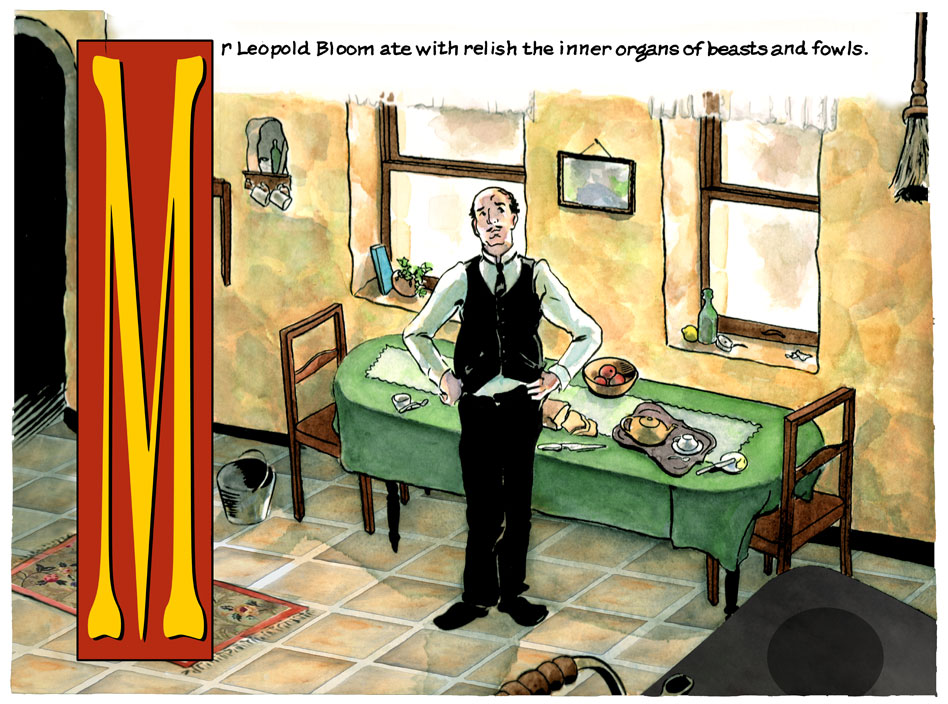 Mr Leopold Bloom ate with relish the inner organs of beasts and fowls.